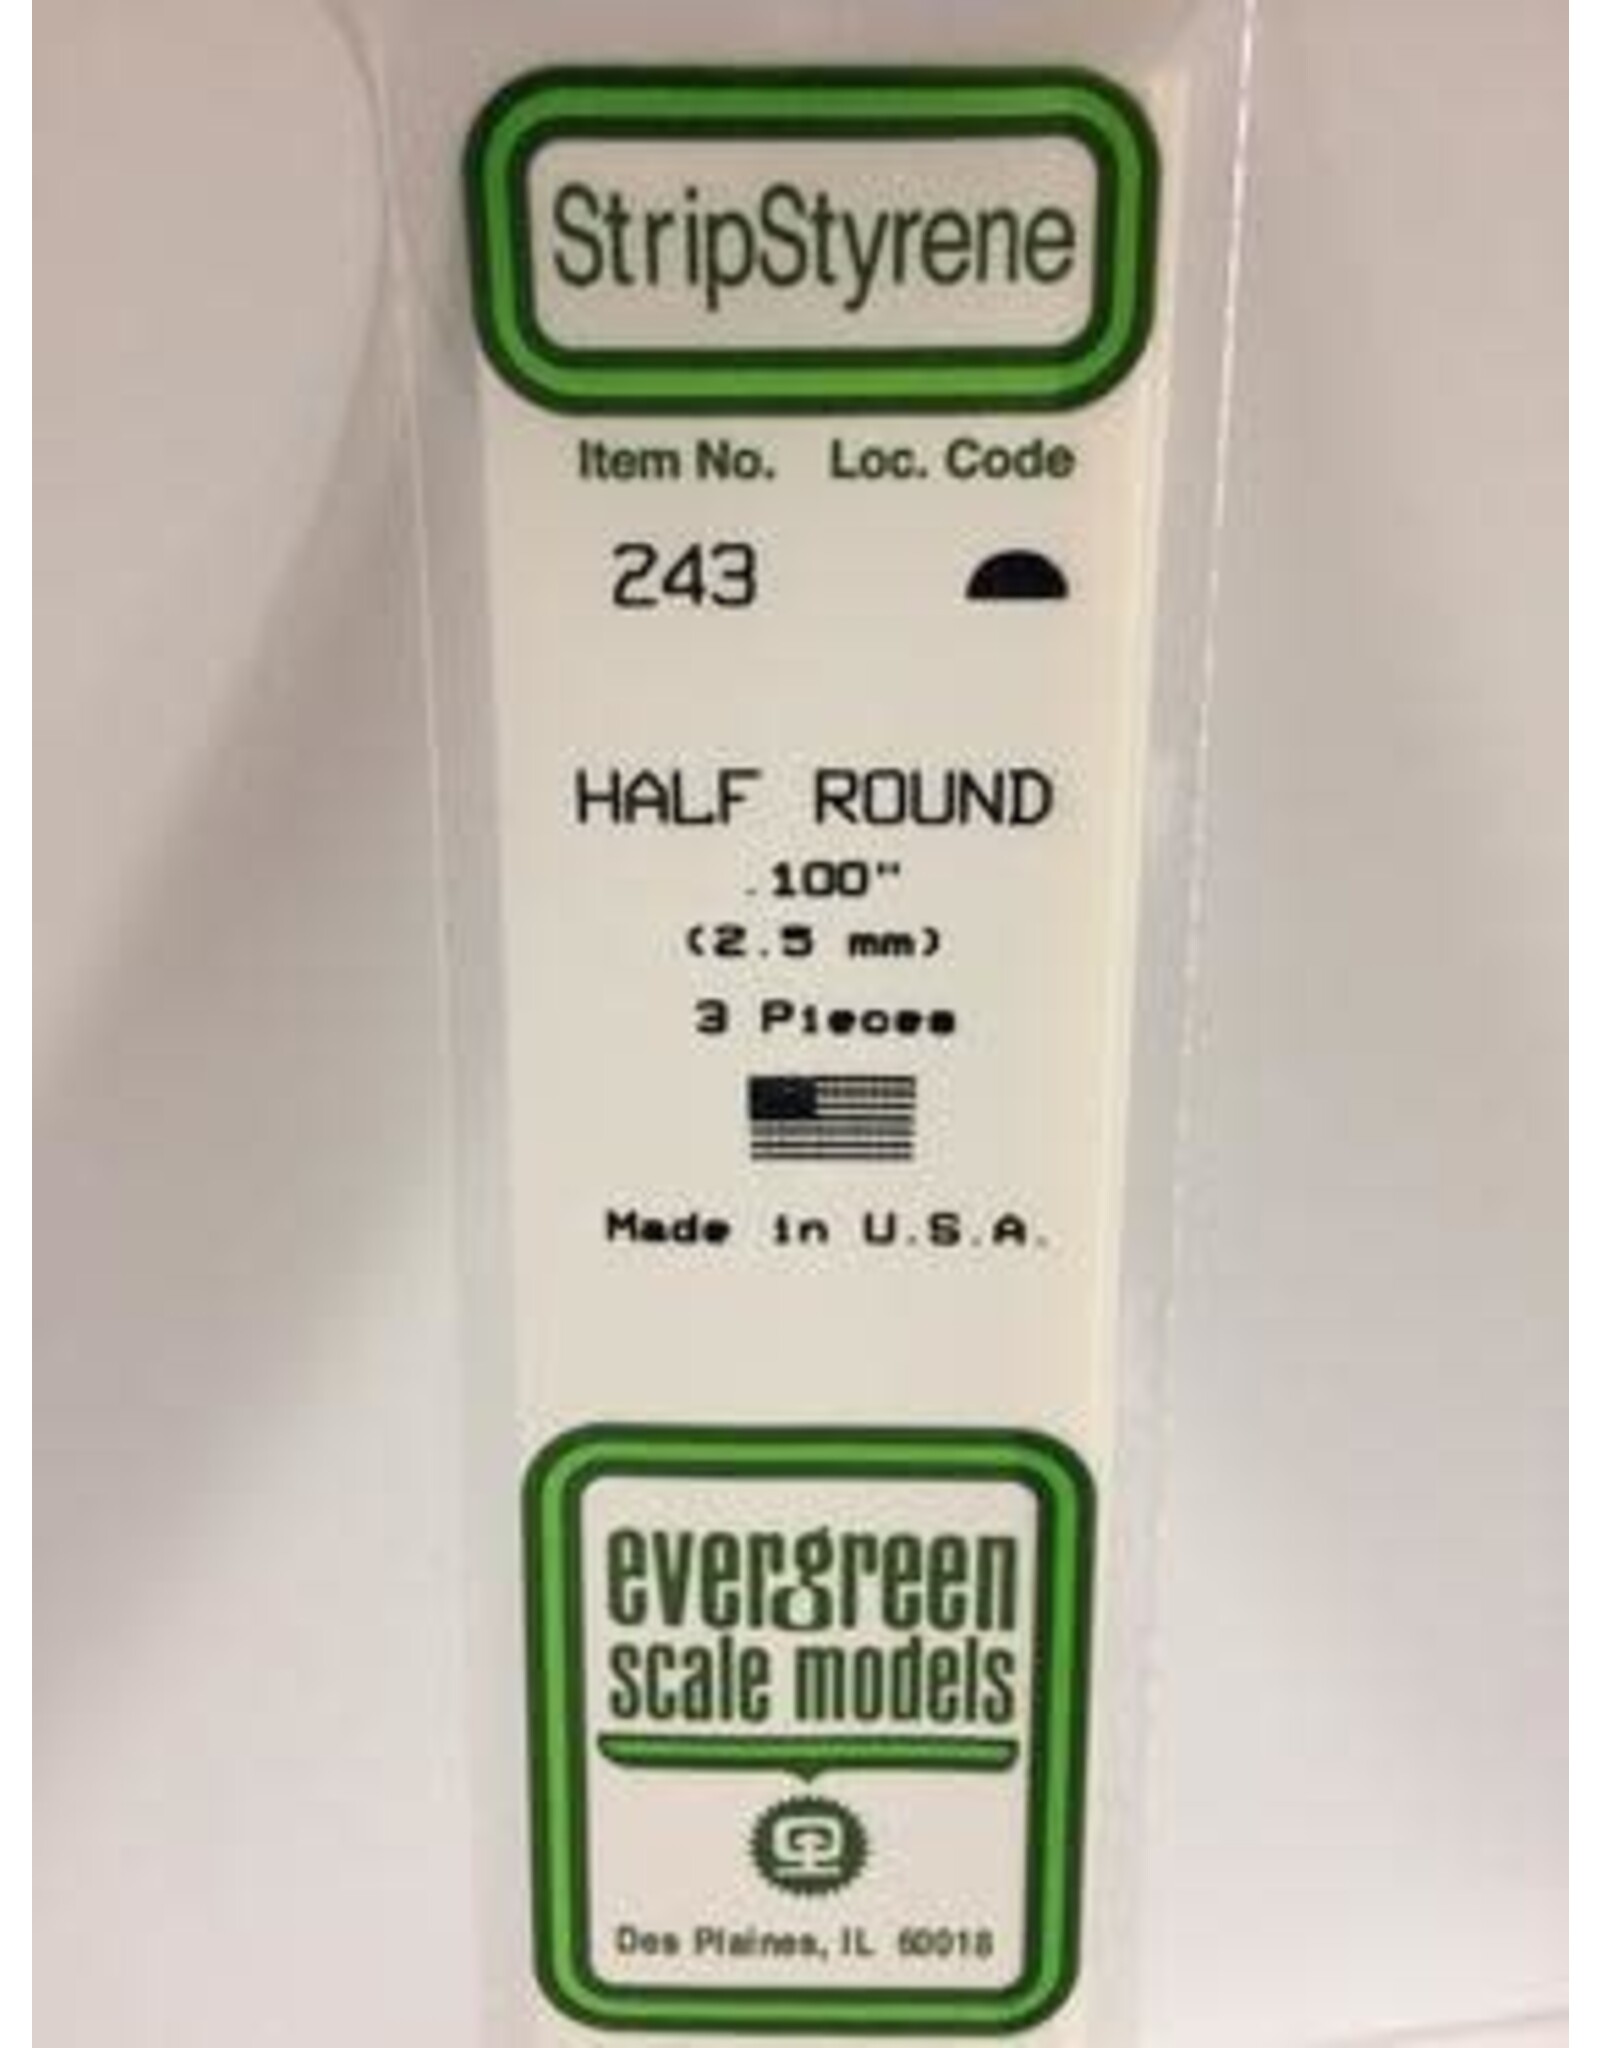 StripStyrene
Item No. Loc. Code
243
HALF ROUND
.100"
(2.5 mm)
3 Pieces
Made in U.S.A.
evergreen
scale models
Des Plaines, IL 60018